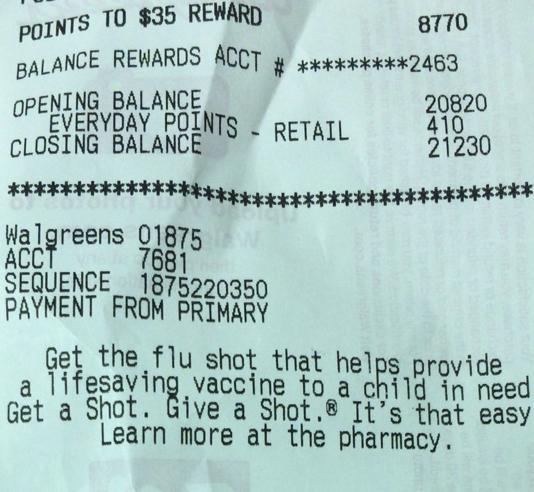 POINTS TO $35 REWARD 8770
BALANCE REWARDS ACCT # *********2463
OPENING BALANCE 20820
EVERYDAY POINTS - RETAIL 410
CLOSING BALANCE 21230
******************************************
Walgreens 01875
ACCT 7681
SEQUENCE 1875220350
PAYMENT FROM PRIMARY
Get the flu shot that helps provide
a lifesaving vaccine to a child in need
Get a Shot. Give a Shot.® It's that easy
Learn more at the pharmacy.